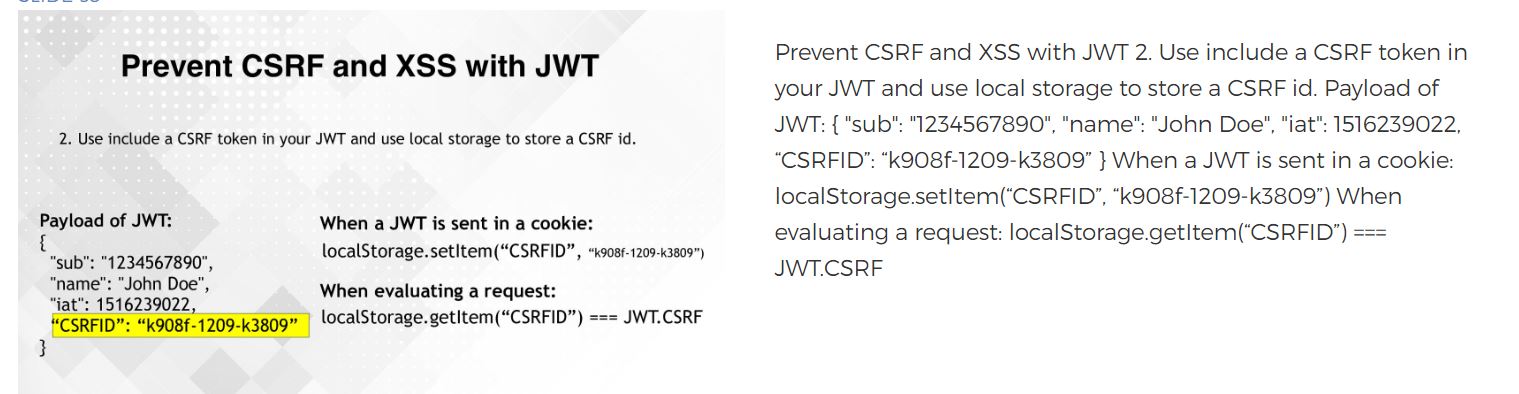 Prevent CSRF and XSS with JWT
2. Use include a CSRF token in your JWT and use local storage to store a CSRF id.
Payload of JWT:
{
"sub": "1234567890",
"name": "John Doe",
"iat": 1516239022,
“CSRFID”: “k908f-1209-k3809”
}
When a JWT is sent in a cookie:
localStorage.setItem(“CSRFID”, “k908f-1209-k3809”)
When evaluating a request:
localStorage.getItem(“CSRFID”) === JWT.CSRF
Prevent CSRF and XSS with JWT 2. Use include a CSRF token in
your JWT and use local storage to store a CSRF id. Payload of
JWT: { "sub": "1234567890", "name": "John Doe", "iat": 1516239022,
“CSRFID”: “k908f-1209-k3809” } When a JWT is sent in a cookie:
localStorage.setItem(“CSRFID”, “k908f-1209-k3809”) When
evaluating a request: localStorage.getItem(“CSRFID”) ===
JWT.CSRF